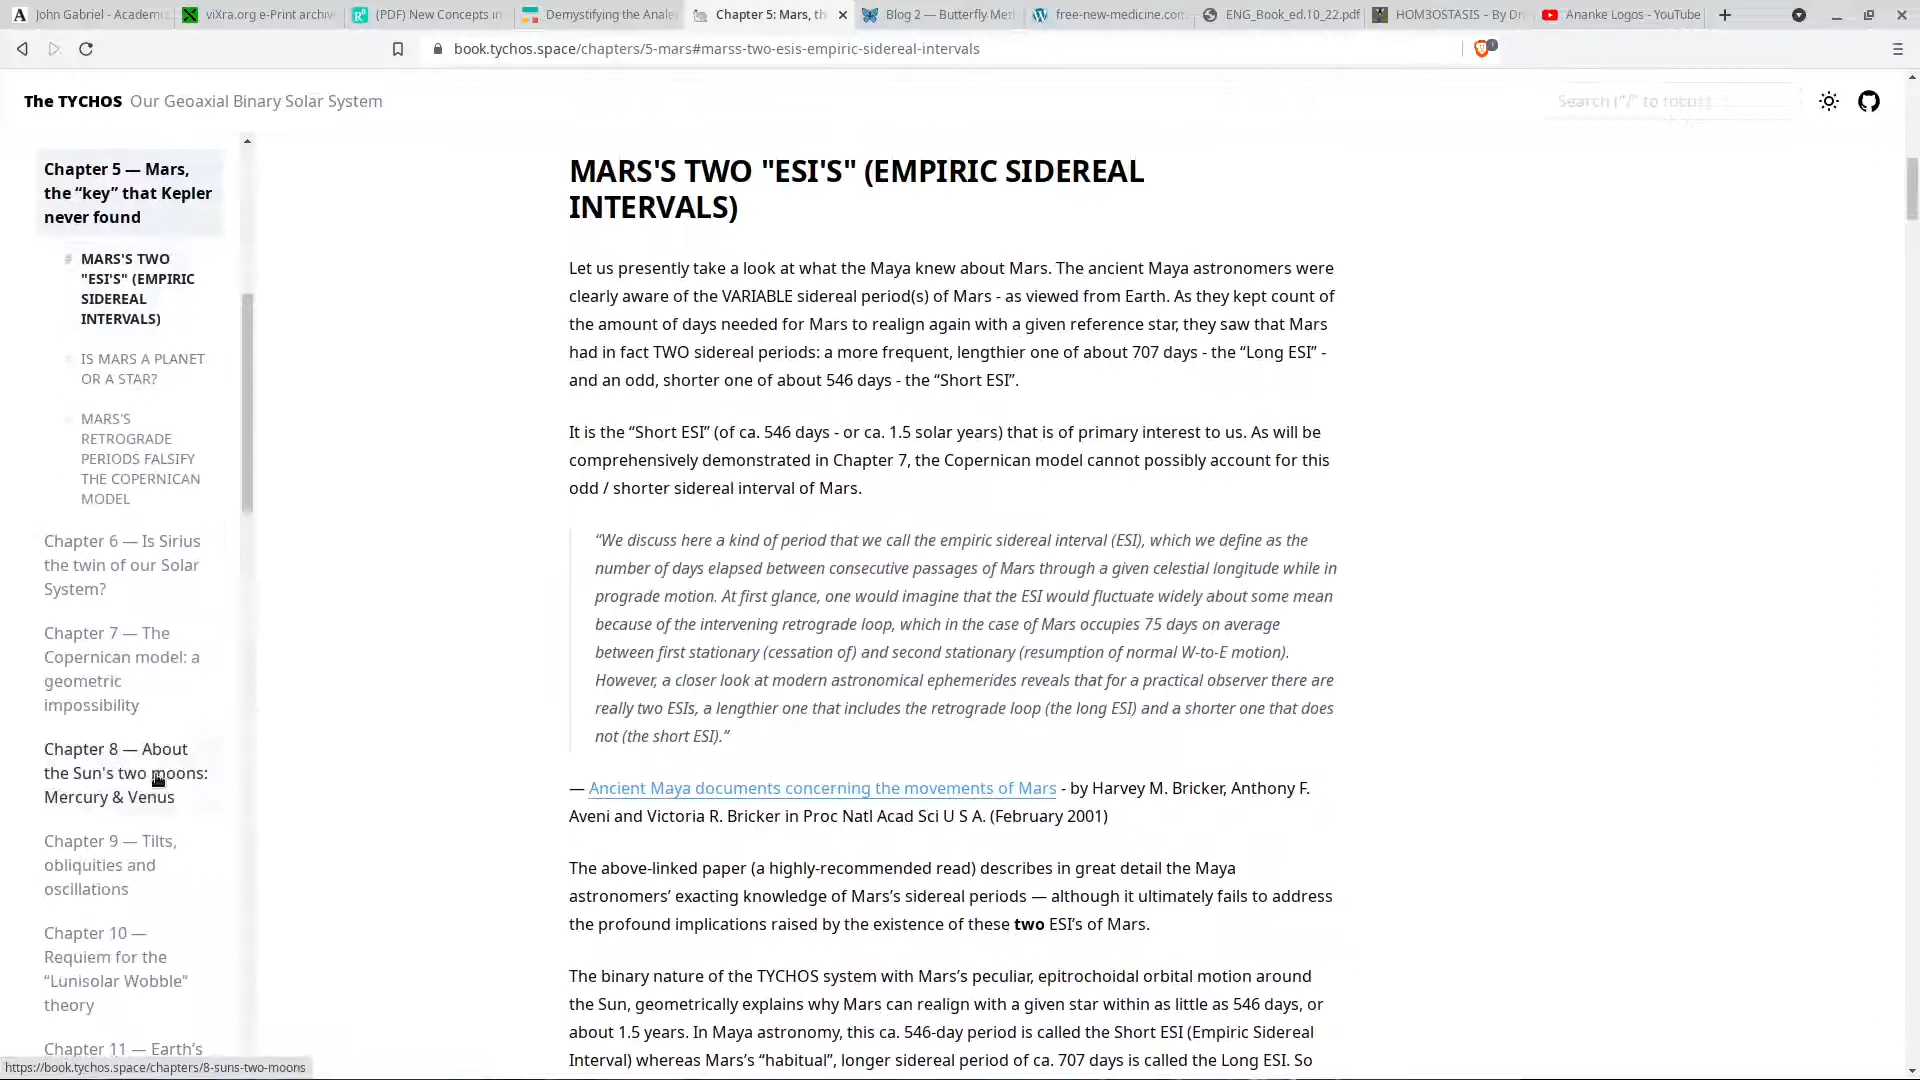 John Gabriel - Academi
viXra.org e-Print archiv
(PDF) New Concepts in
Demystifying the Anale
Chapter 5: Mars, th
Blog 2 — Butterfly Met
free-new-medicine.com
ENG_Book_ed.10_22.pdf
HOM3OSTASIS – By Dr
Ananke Logos - YouTube
book.tychos.space/chapters/5-mars#marss-two-esis-empiric-sidereal-intervals
1
The TYCHOS Our Geoaxial Binary Solar System
Search ("/" to focus)
Chapter 5 — Mars,
the “key” that Kepler
never found
# MARS'S TWO
"ESI'S" (EMPIRIC
SIDEREAL
INTERVALS)
# IS MARS A PLANET
OR A STAR?
MARS’S
RETROGRADE
PERIODS FALSIFY
THE COPERNICAN
MODEL
Chapter 6 — Is Sirius
the twin of our Solar
System?
Chapter 7 — The
Copernican model: a
geometric
impossibility
Chapter 8 — About
the Sun's two moons:
Mercury & Venus
Chapter 9 — Tilts,
obliquities and
oscillations
Chapter 10 —
Requiem for the
“Lunisolar Wobble”
theory
Chapter 11 — Earth’s
https://book.tychos.space/chapters/8-suns-two-moons
MARS'S TWO "ESI'S" (EMPIRIC SIDEREAL
INTERVALS)
Let us presently take a look at what the Maya knew about Mars. The ancient Maya astronomers were
clearly aware of the VARIABLE sidereal period(s) of Mars - as viewed from Earth. As they kept count of
the amount of days needed for Mars to realign again with a given reference star, they saw that Mars
had in fact TWO sidereal periods: a more frequent, lengthier one of about 707 days - the “Long ESI” -
and an odd, shorter one of about 546 days - the “Short ESI”.
It is the “Short ESI” (of ca. 546 days - or ca. 1.5 solar years) that is of primary interest to us. As will be
comprehensively demonstrated in Chapter 7, the Copernican model cannot possibly account for this
odd / shorter sidereal interval of Mars.
“We discuss here a kind of period that we call the empiric sidereal interval (ESI), which we define as the
number of days elapsed between consecutive passages of Mars through a given celestial longitude while in
prograde motion. At first glance, one would imagine that the ESI would fluctuate widely about some mean
because of the intervening retrograde loop, which in the case of Mars occupies 75 days on average
between first stationary (cessation of) and second stationary (resumption of normal W-to-E motion).
However, a closer look at modern astronomical ephemerides reveals that for a practical observer there are
really two ESIs, a lengthier one that includes the retrograde loop (the long ESI) and a shorter one that does
not (the short ESI).”
— Ancient Maya documents concerning the movements of Mars - by Harvey M. Bricker, Anthony F.
Aveni and Victoria R. Bricker in Proc Natl Acad Sci U S A. (February 2001)
The above-linked paper (a highly-recommended read) describes in great detail the Maya
astronomers’ exacting knowledge of Mars’s sidereal periods — although it ultimately fails to address
the profound implications raised by the existence of these two ESI’s of Mars.
The binary nature of the TYCHOS system with Mars’s peculiar, epitrochoidal orbital motion around
the Sun, geometrically explains why Mars can realign with a given star within as little as 546 days, or
about 1.5 years. In Maya astronomy, this ca. 546-day period is called the Short ESI (Empiric Sidereal
Interval) whereas Mars’s “habitual”, longer sidereal period of ca. 707 days is called the Long ESI. So